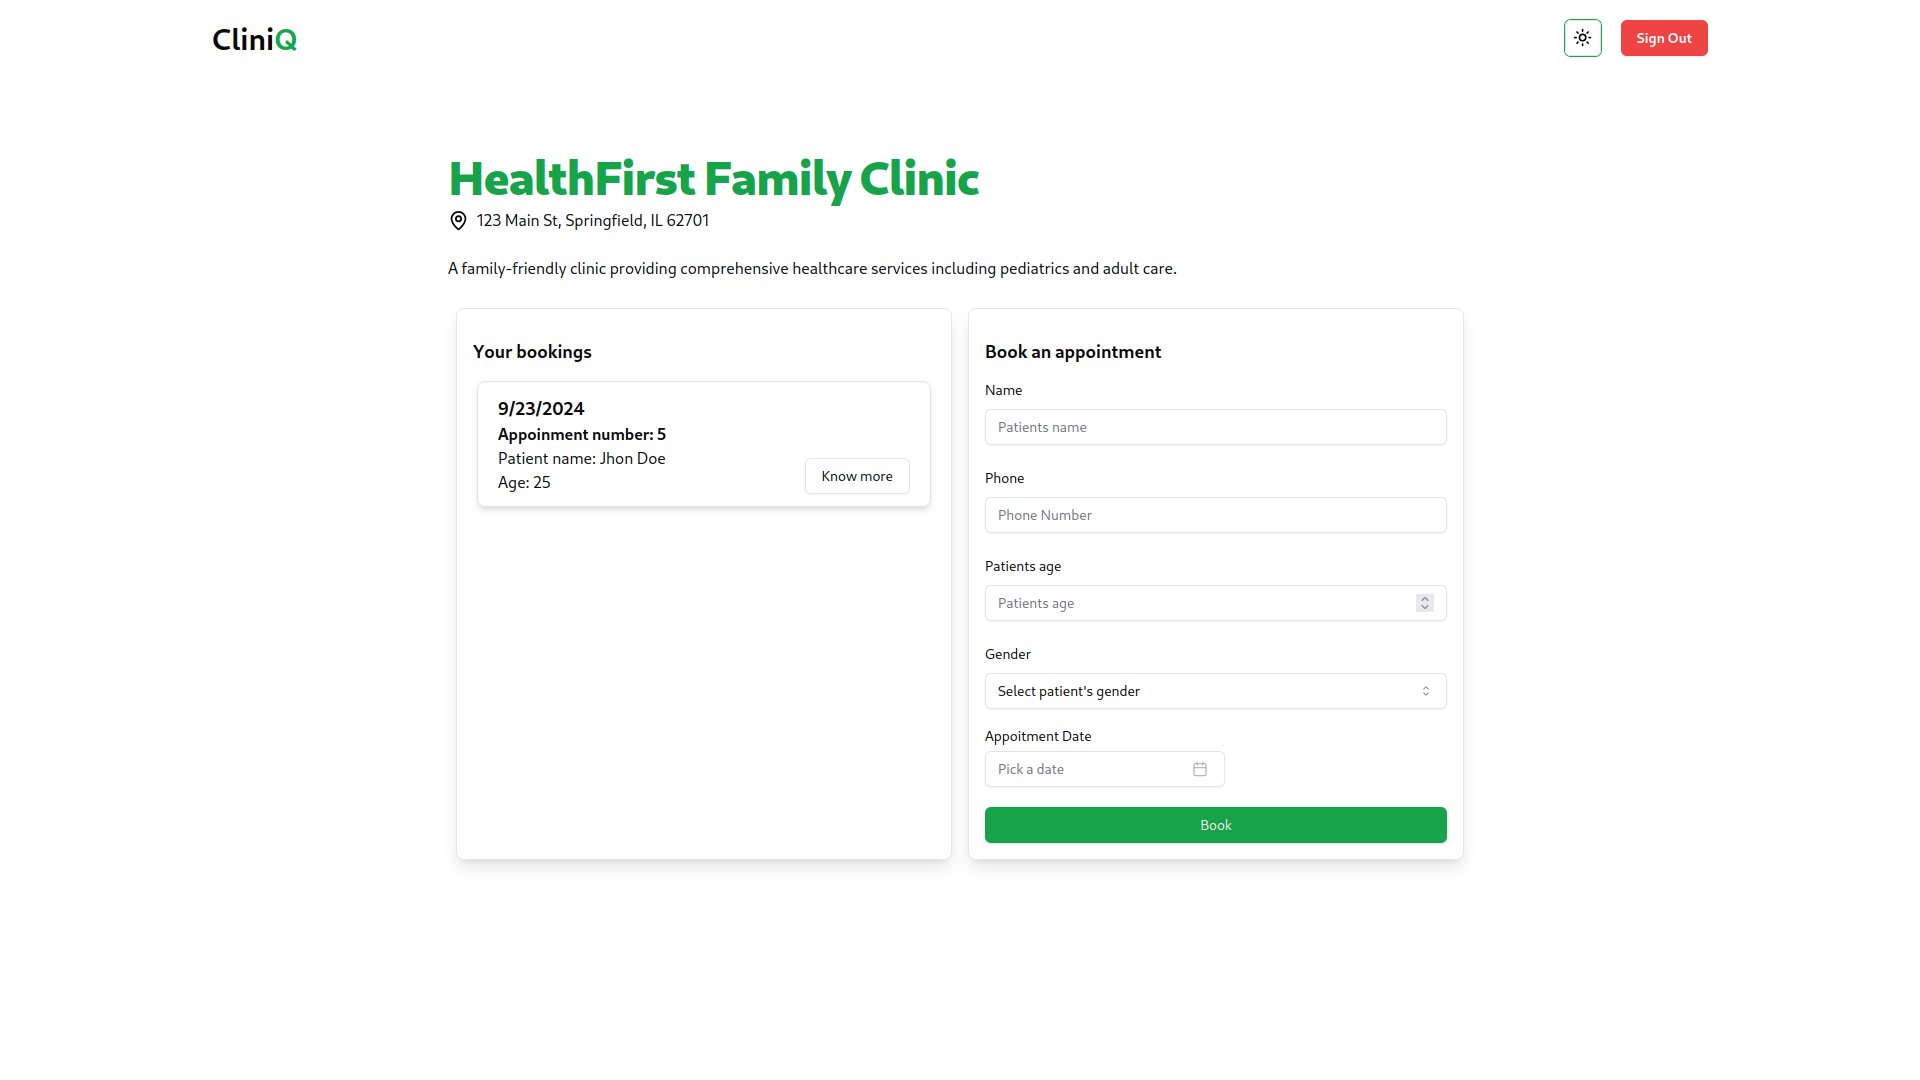 CliniQ
Sign Out
HealthFirst Family Clinic
123 Main St, Springfield, IL 62701
A family-friendly clinic providing comprehensive healthcare services including pediatrics and adult care.
Your bookings
9/23/2024
Appoinment number: 5
Patient name: Jhon Doe
Age: 25
Know more
Book an appointment
Name
Patients name
Phone
Phone Number
Patients age
Patients age
Gender
Select patient's gender
Appoitment Date
Pick a date
Book